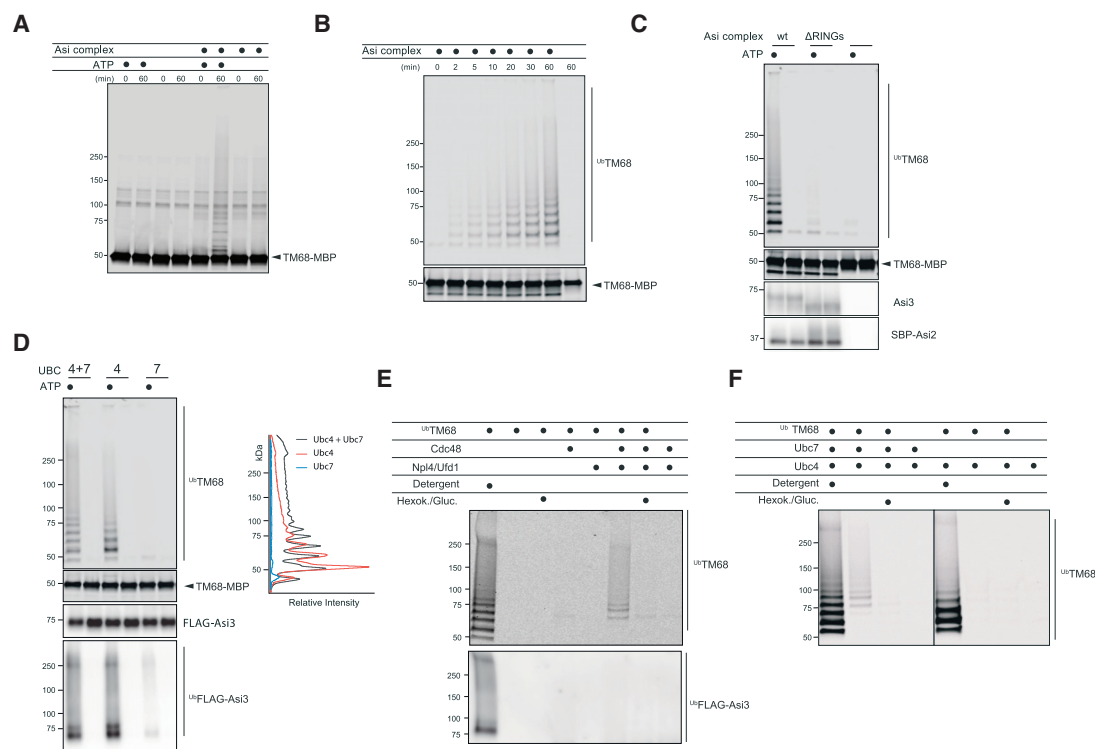 A
Asi complex
ATP
(min) 0 60 0 60 0 60 0 60
250
150
100
75
50
TM68-MBP
B
Asi complex
(min) 0 2 5 10 20 30 60 60
250
150
100
75
50
UbTM68
50
TM68-MBP
C
Asi complex wt ΔRINGs
ATP
250
150
100
75
50
UbTM68
50
TM68-MBP
75
Asi3
37
SBP-Asi2
D
UBC 4+7 4 7
ATP
250
150
100
75
50
UbTM68
50
TM68-MBP
75
FLAG-Asi3
250
100
75
UbFLAG-Asi3
kDa
250
150
100
75
50
Ubc4 + Ubc7
Ubc4
Ubc7
Relative Intensity
E
UbTM68
Cdc48
Npl4/Ufd1
Detergent
Hexok./Gluc.
250
150
100
75
50
UbTM68
250
150
100
75
UbFLAG-Asi3
F
Ub TM68
Ubc7
Ubc4
Detergent
Hexok./Gluc.
250
150
100
75
50
UbTM68